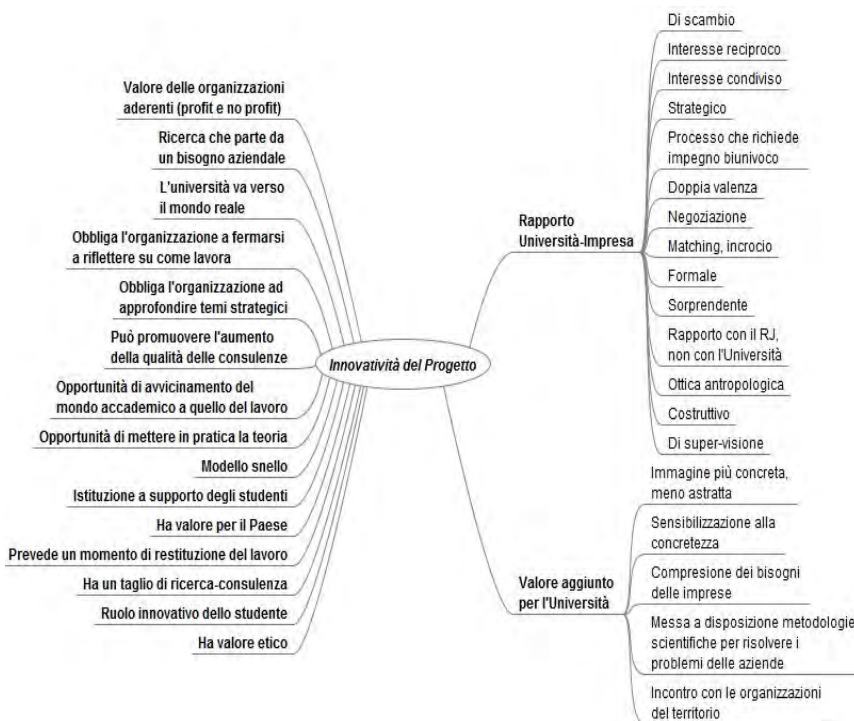 Valore delle organizzazioni
aderenti (profit e no profit)
Ricerca che parte da
un bisogno aziendale
L'università va verso
il mondo reale
Obbliga l'organizzazione a fermarsi
a riflettere su come lavora
Obbliga l'organizzazione ad
approfondire temi strategici
Può promuovere l'aumento
della qualità delle consulenze
Opportunità di avvicinamento del
mondo accademico a quello del lavoro
Opportunità di mettere in pratica la teoria
Modello snello
Istituzione a supporto degli studenti
Ha valore per il Paese
Prevede un momento di restituzione del lavoro
Ha un taglio di ricerca-consulenza
Ruolo innovativo dello studente
Ha valore etico
Innovatività del Progetto
Rapporto
Università-Impresa
Di scambio
Interesse reciproco
Interesse condiviso
Strategico
Processo che richiede
impegno biunivoco
Doppia valenza
Negoziazione
Matching, incrocio
Formale
Sorprendente
Rapporto con il RJ,
non con l'Università
Ottica antropologica
Costruttivo
Di super-visione
Valore aggiunto
per l'Università
Immagine più concreta,
meno astratta
Sensibilizzazione alla
concretezza
Compresione dei bisogni
delle imprese
Messa a disposizione metodologie
scientifiche per risolvere i
problemi delle aziende
Incontro con le organizzazioni
del territorio